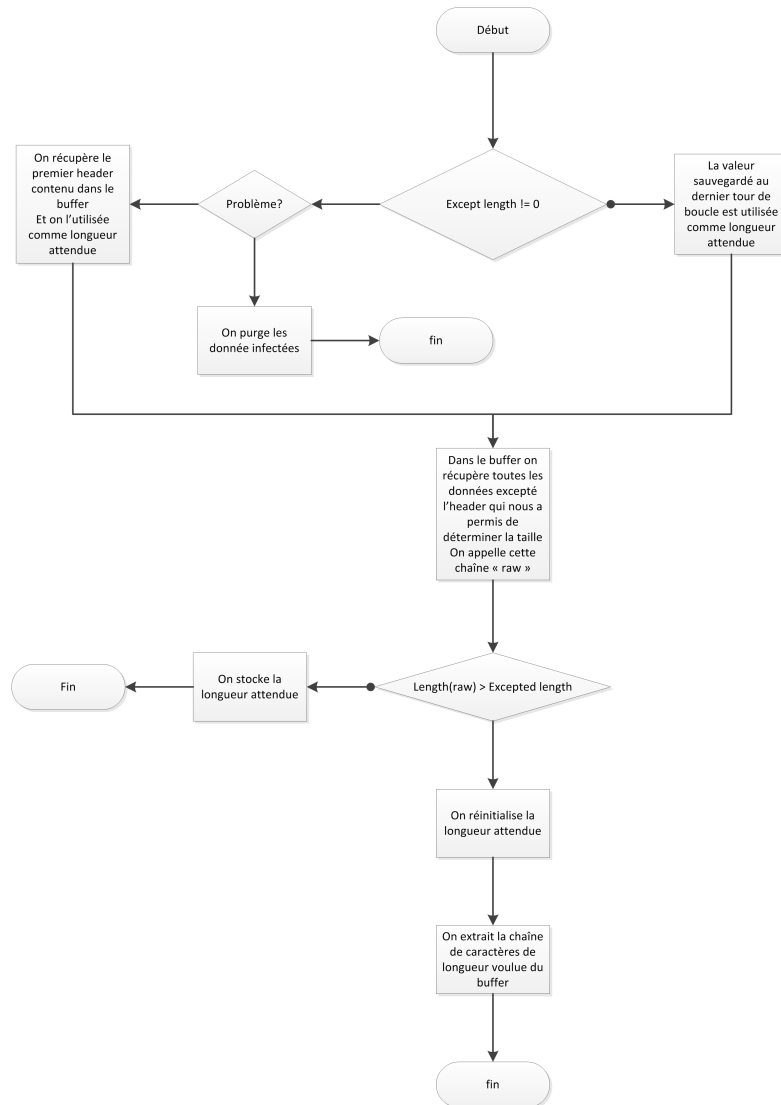 Début
On récupère le
premier header
contenu dans le
buffer
Et on l’utilisée
comme longueur
attendue
Problème?
Except length != 0
La valeur
sauvegardé au
dernier tour de
boucle est utilisée
comme longueur
attendue
On purge les
donnée infectées
fin
Dans le buffer on
récupère toutes les
données excepté
l’header qui nous a
permis de
déterminer la taille
On appelle cette
chaîne « raw »
Fin
On stocke la
longueur attendue
Length(raw) > Excepted length
On réinitialise la
longueur attendue
On extrait la chaîne
de caractères de
longueur voulue du
buffer
fin